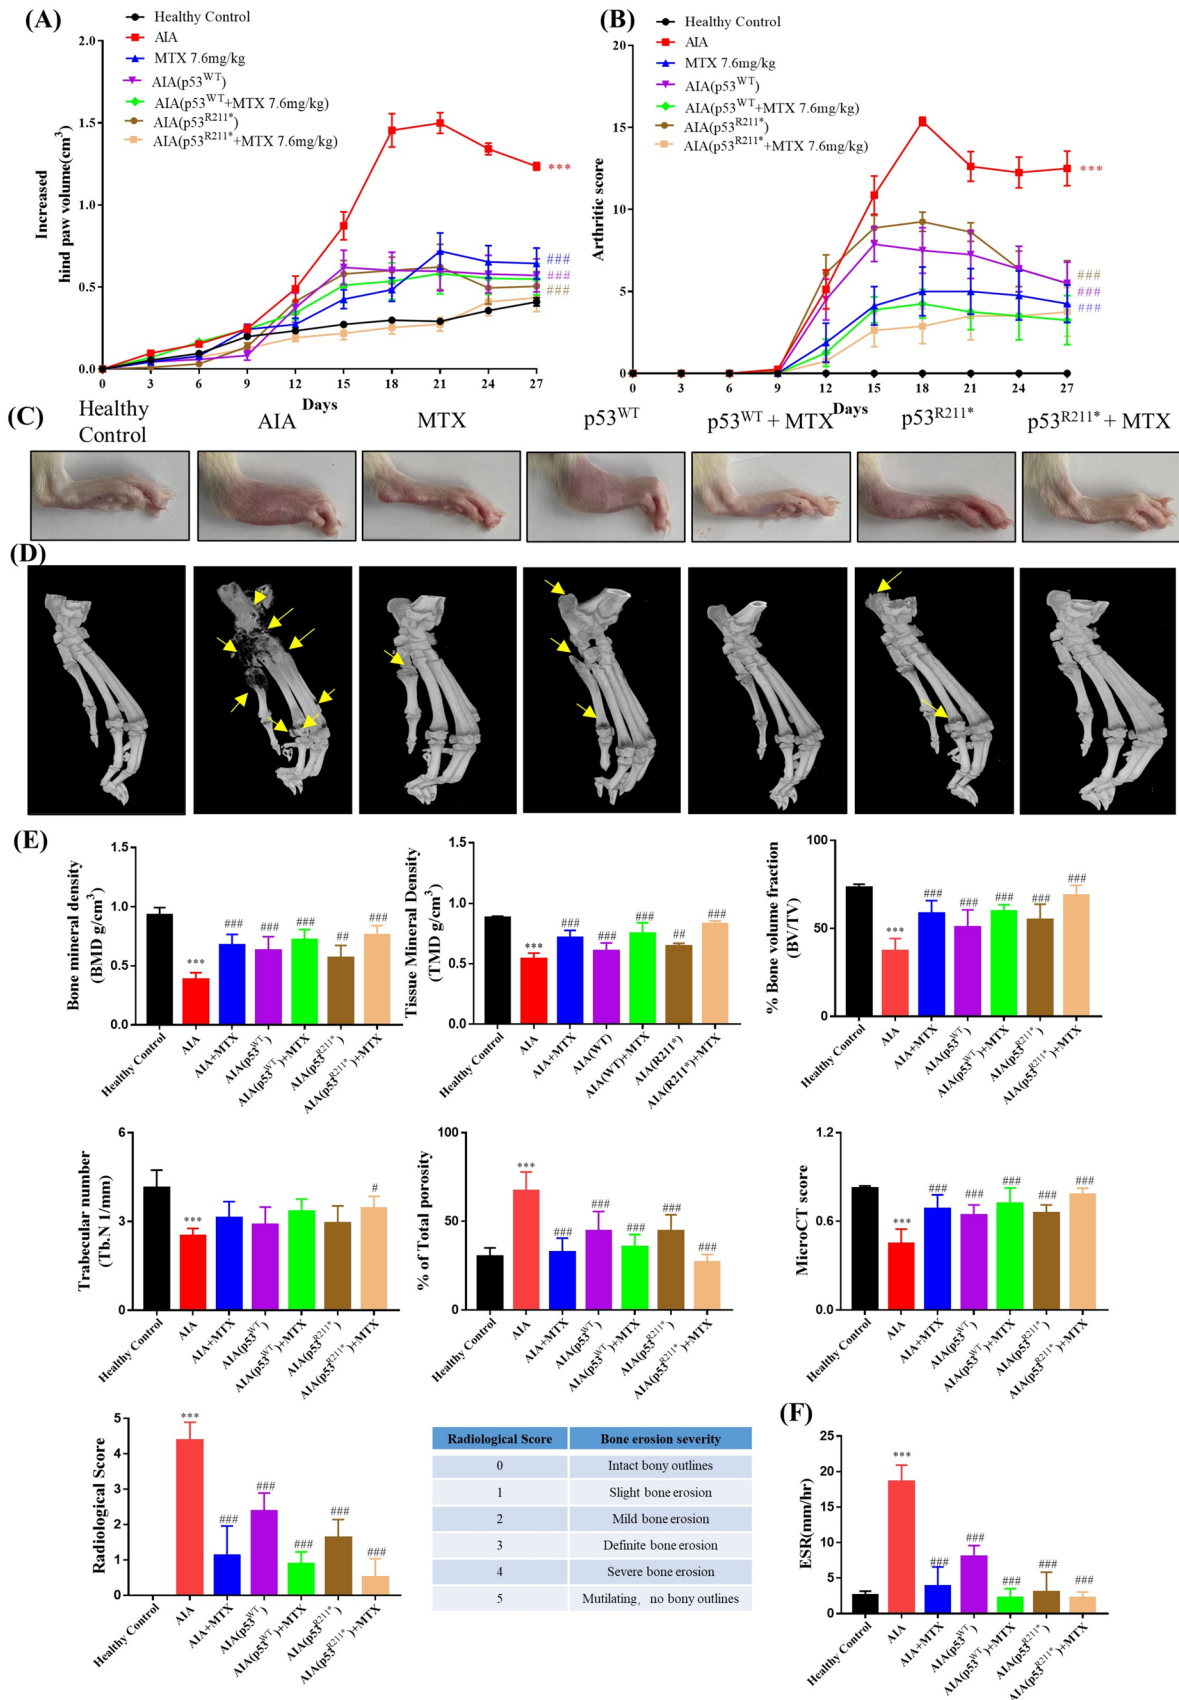 (A)
Healthy Control
AIA
MTX 7.6mg/kg
AIA(p53WT)
AIA(p53WT+MTX 7.6mg/kg)
AIA(p53R211*)
AIA(p53R211*+MTX 7.6mg/kg)
Increased
hind paw volume(cm3)
2.0
1.5
1.0
0.5
0.0
***
###
###
###
0 3 6 9 12 15 18 21 24 27
Days
(B)
Healthy Control
AIA
MTX 7.6mg/kg
AIA(p53WT)
AIA(p53WT+MTX 7.6mg/kg)
AIA(p53R211*)
AIA(p53R211*+MTX 7.6mg/kg)
Arthritic score
20
15
10
5
0
***
###
###
###
0 3 6 9 12 15 18 21 24 27
Days
(C)
Healthy
Control
AIA
MTX
p53WT
p53WT + MTX
p53R211*
p53R211* + MTX
(D)
(E)
Bone mineral density
(BMD g/cm3)
1.5
1.0
0.5
0.0
*** ### ### ### ## ###
Healthy Control
AIA
AIA+MTX
AIA(p53WT)
AIA(p53WT)+MTX
AIA(p53R211*)
AIA(p53R211*)+MTX
Tissue Mineral Density
(TMD g/cm3)
1.5
1.0
0.5
0.0
*** ### ### ### ## ###
Healthy Control
AIA
AIA+MTX
AIA(WT)
AIA(WT)+MTX
AIA(R211*)
AIA(R211*)+MTX
% Bone volume fraction
(BV/TV)
100
50
0
*** ### ### ### ### ###
Healthy Control
AIA
AIA+MTX
AIA(p53WT)
AIA(p53WT)+MTX
AIA(p53R211*)
AIA(p53R211*)+MTX
Trabecular number
(Tb.N 1/mm)
6
3
0
*** #
Healthy Control
AIA
AIA+MTX
AIA(p53WT)
AIA(p53WT)+MTX
AIA(p53R211*)
AIA(p53R211*)+MTX
% of Total porosity
100
50
0
*** ### ### ### ### ###
Healthy Control
AIA
AIA+MTX
AIA(p53WT)
AIA(p53WT)+MTX
AIA(p53R211*)
AIA(p53R211*)+MTX
MicroCT score
1.2
0.6
0.0
*** ### ### ### ### ###
Healthy Control
AIA
AIA+MTX
AIA(p53WT)
AIA(p53WT)+MTX
AIA(p53R211*)
AIA(p53R211*)+MTX
Radiological Score
5
4
3
2
1
0
*** ### ### ### ### ###
Healthy Control
AIA
AIA+MTX
AIA(p53WT)
AIA(p53WT)+MTX
AIA(p53R211*)
AIA(p53R211*)+MTX
Radiological Score Bone erosion severity
0 Intact bony outlines
1 Slight bone erosion
2 Mild bone erosion
3 Definite bone erosion
4 Severe bone erosion
5 Mutilating, no bony outlines
(F)
ESR(mm/hr)
25
20
15
10
5
0
*** ### ### ### ### ###
Healthy Control
AIA
AIA+MTX
AIA(p53WT)
AIA(p53WT)+MTX
AIA(p53R211*)
AIA(p53R211*)+MTX